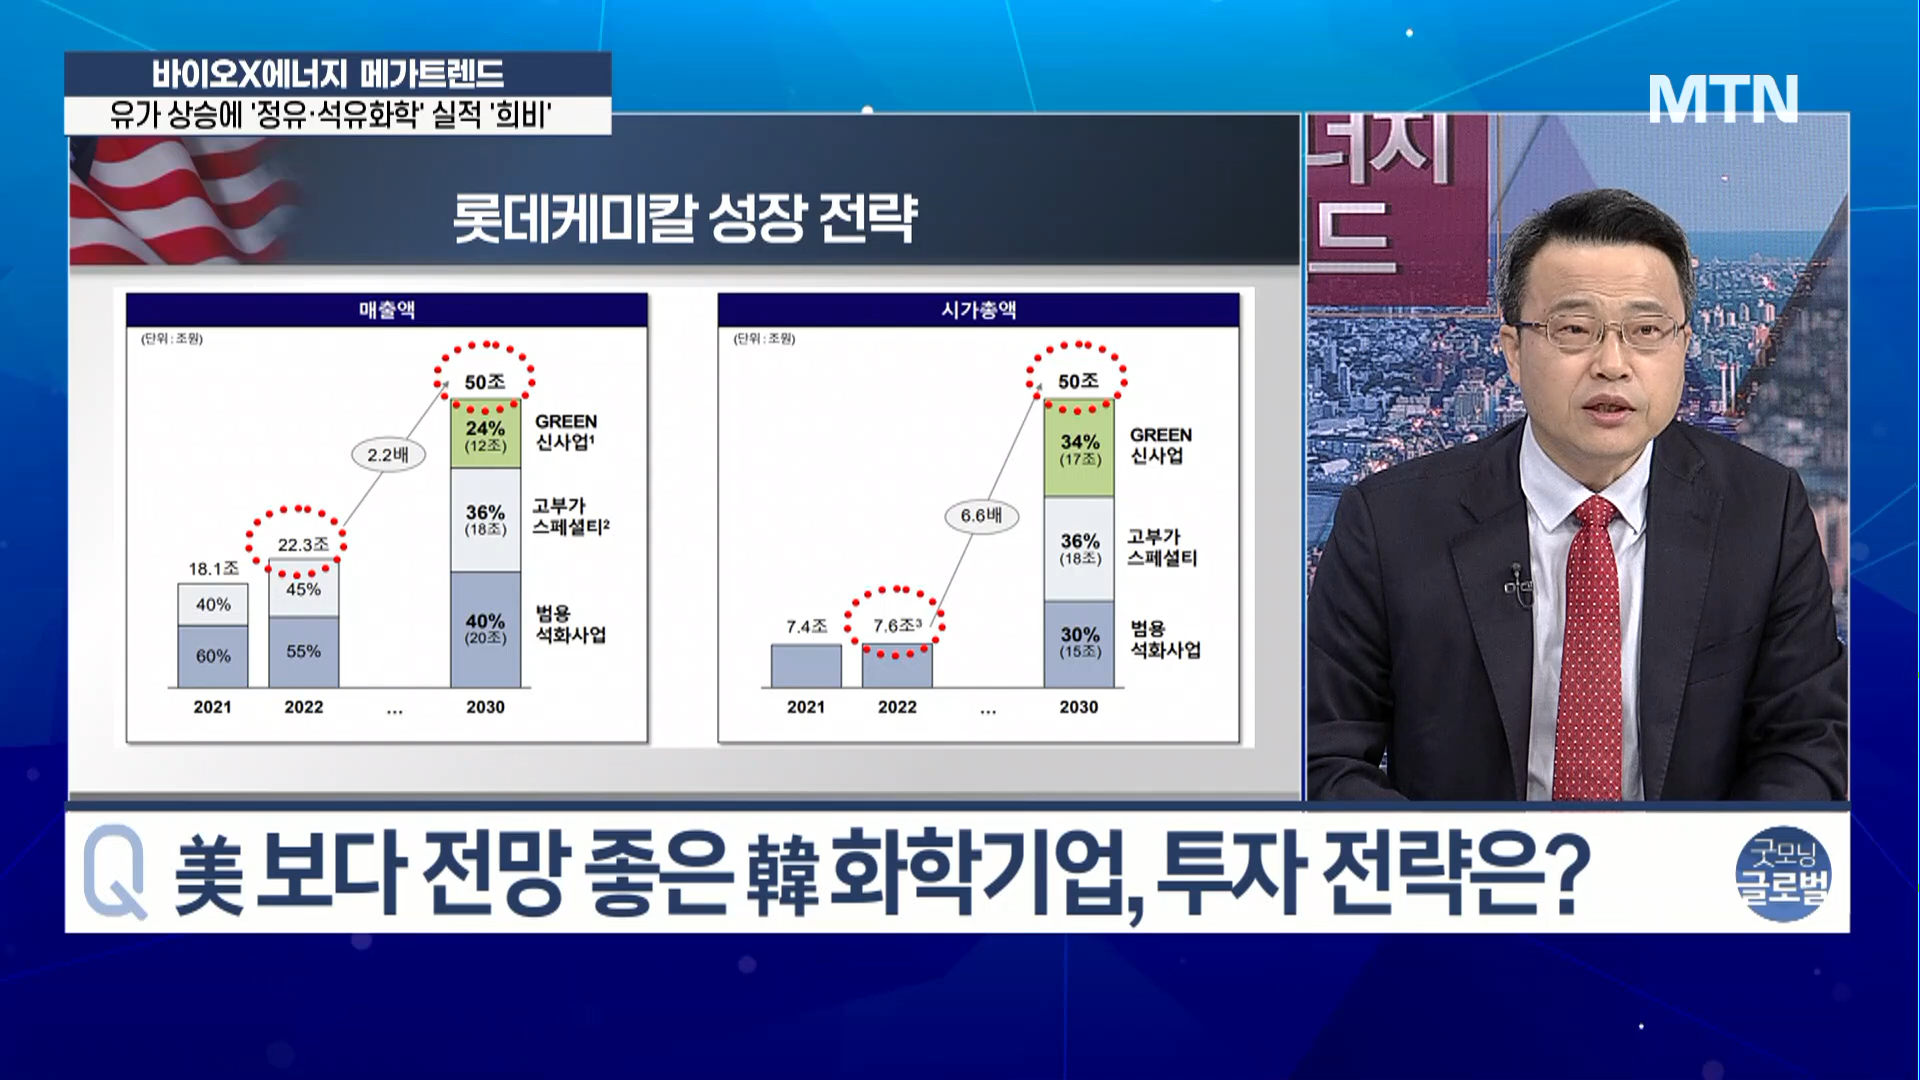 바이오X에너지 메가트렌드
유가 상승에 '정유·석유화학' 실적 '희비'
MTN
너지
드
롯데케미칼 성장 전략
매출액
(단위 : 조원)
50조
24%
(12조)
GREEN
신사업¹
2.2배
36%
(18조)
고부가
스페셜티²
22.3조
18.1조
45%
40%
40%
(20조)
범용
석화사업
55%
60%
2021 2022 ... 2030
시가총액
(단위 : 조원)
50조
34%
(17조)
GREEN
신사업
6.6배
36%
(18조)
고부가
스페셜티
7.4조
7.6조³
30%
(15조)
범용
석화사업
2021 2022 ... 2030
Q 美 보다 전망 좋은 韓 화학기업, 투자 전략은?
굿모닝
글로벌